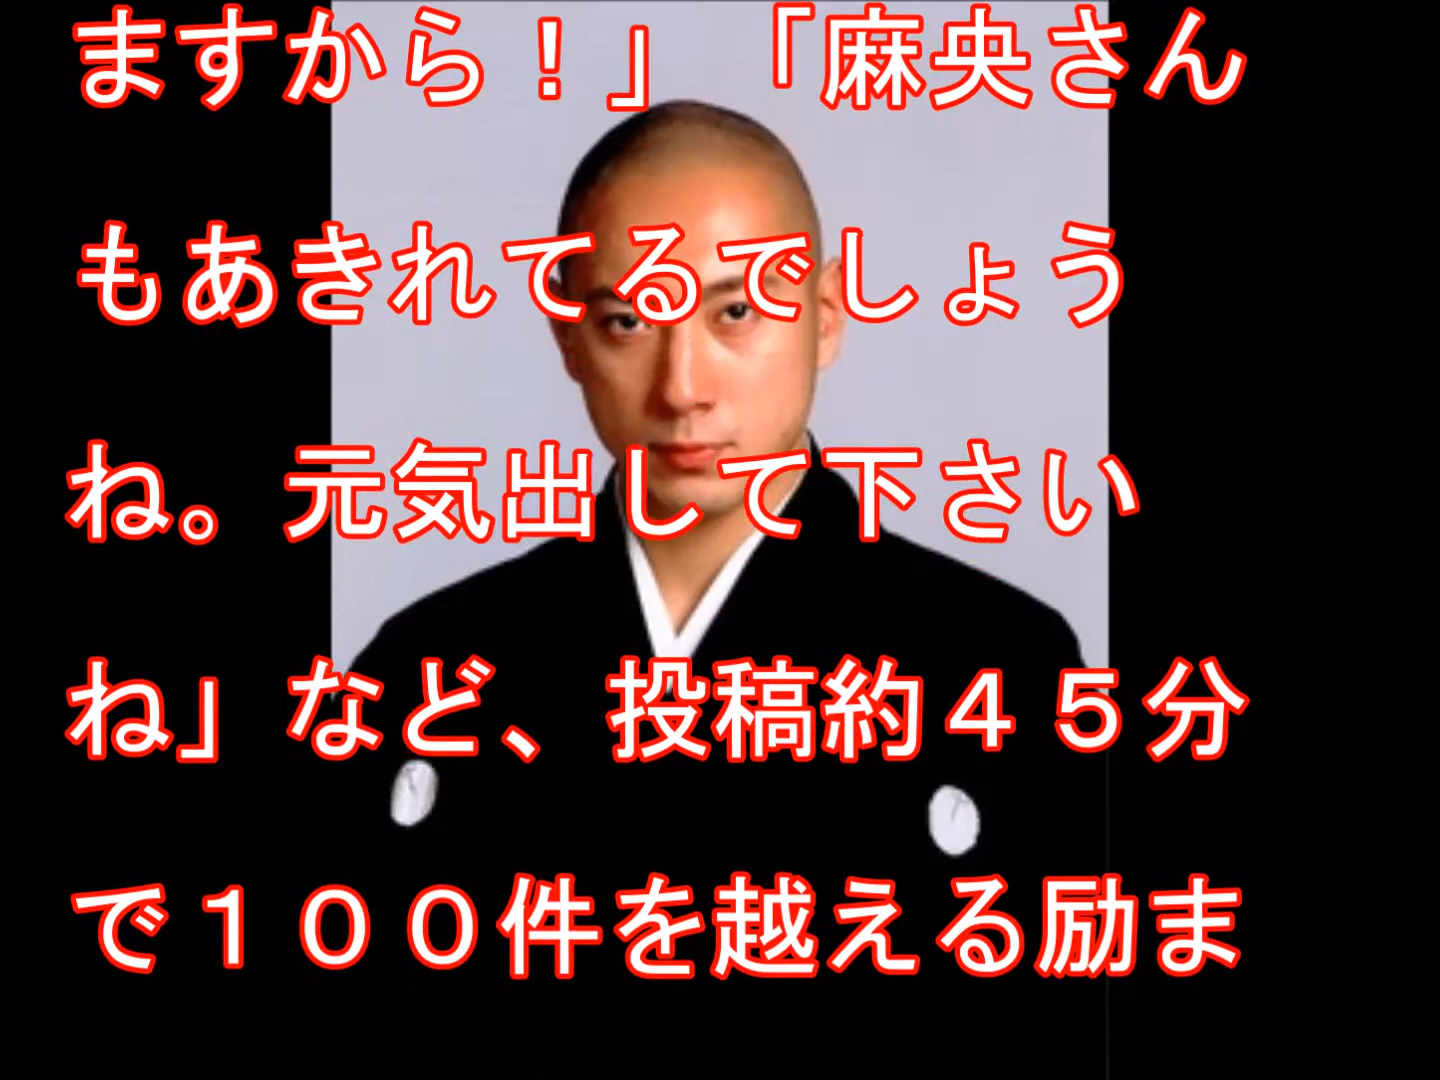 ますから！」「麻央さん
もあきれてるでしょう
ね。元気出して下さい
ね」など、投稿約４５分
で１００件を越える励ま